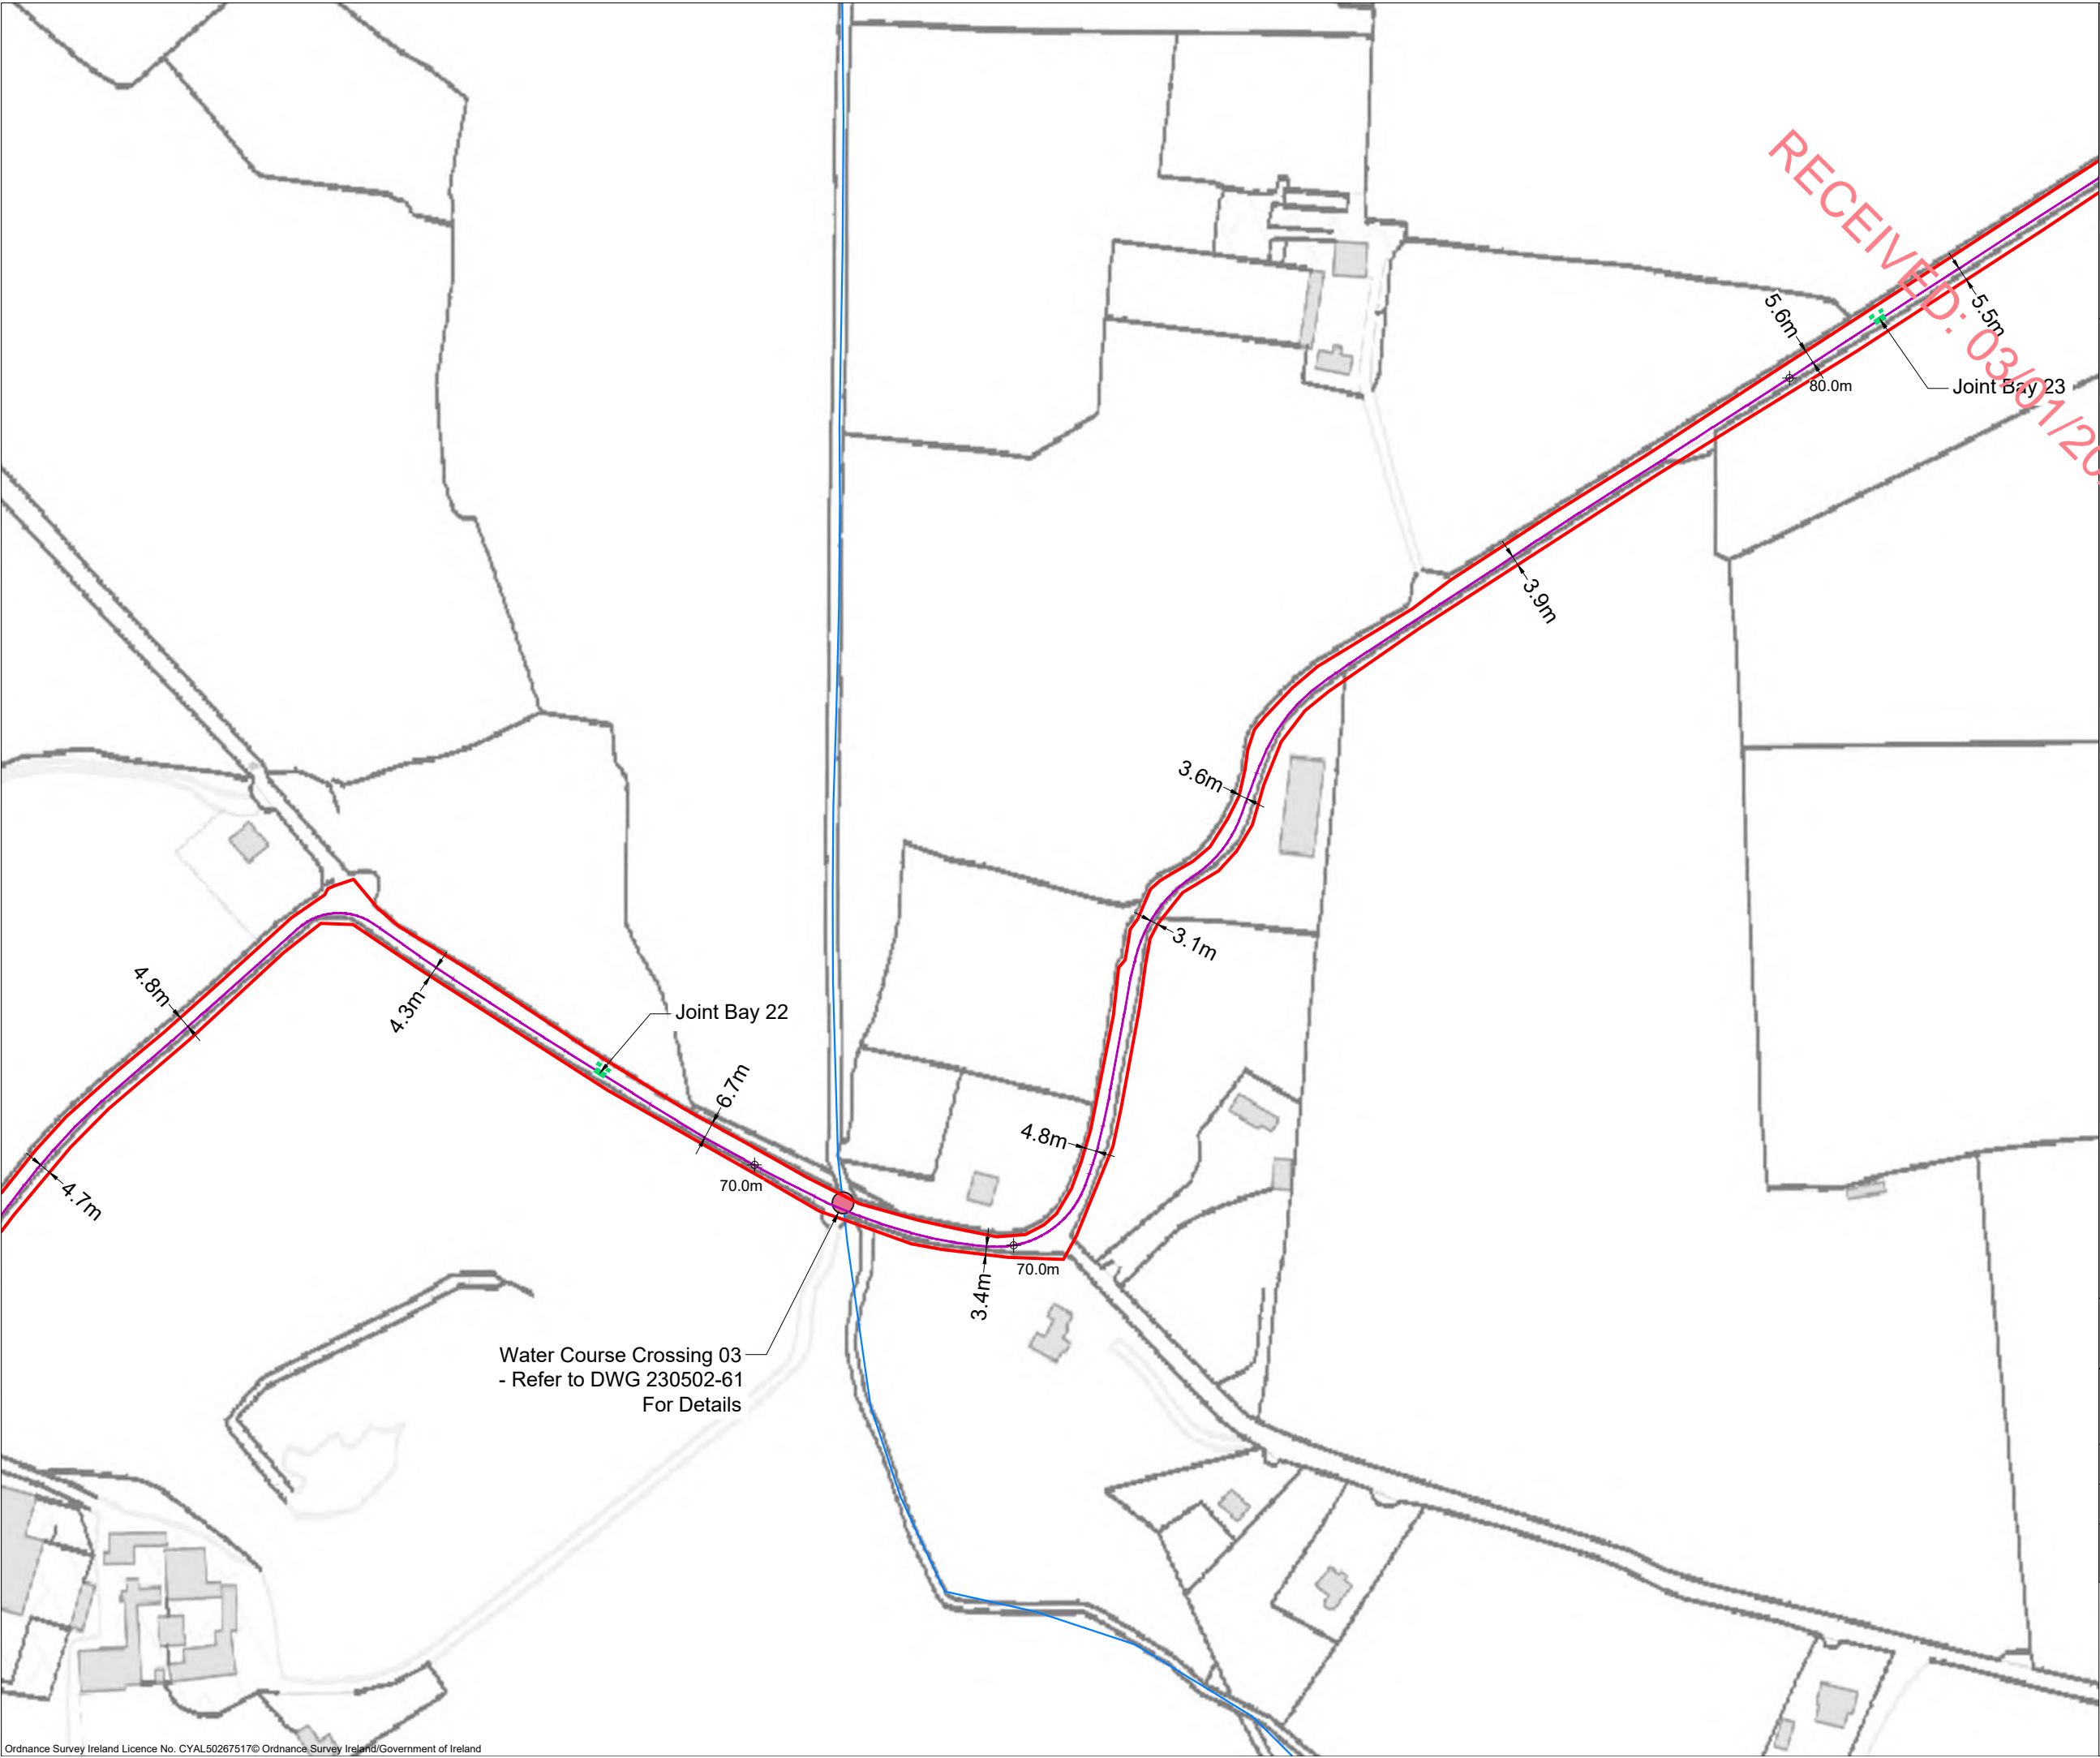 RECEIVED: 03/01/20
5.5m
5.6m
80.0m
Joint Bay 23
3.9m
3.6m
3.1m
4.8m
4.3m
Joint Bay 22
6.7m
4.8m
70.0m
4.7m
70.0m
3.4m
Water Course Crossing 03
- Refer to DWG 230502-61
For Details
Ordnance Survey Ireland Licence No. CYAL50267517© Ordnance Survey Ireland/Government of Ireland